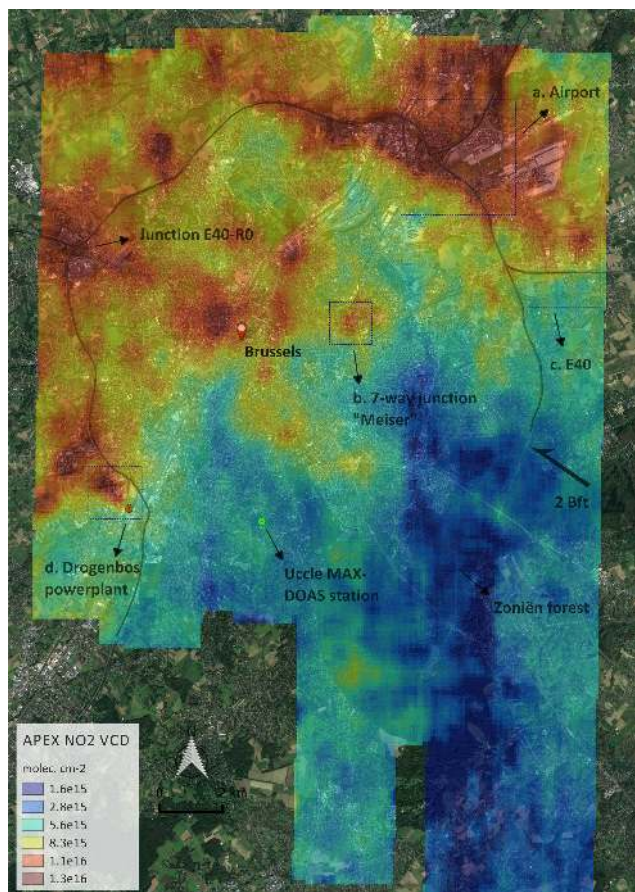 a. Airport
Junction E40-R0
Brussels
c. E40
b. 7-way junction
"Meiser"
2 Bft
d. Drogenbos
powerplant
Uccle MAX-
DOAS station
Zoniën forest
APEX NO2 VCD
molec. cm-2
1.6e15
2.8e15
5.6e15
8.3e15
1.1e16
1.3e16
0
2